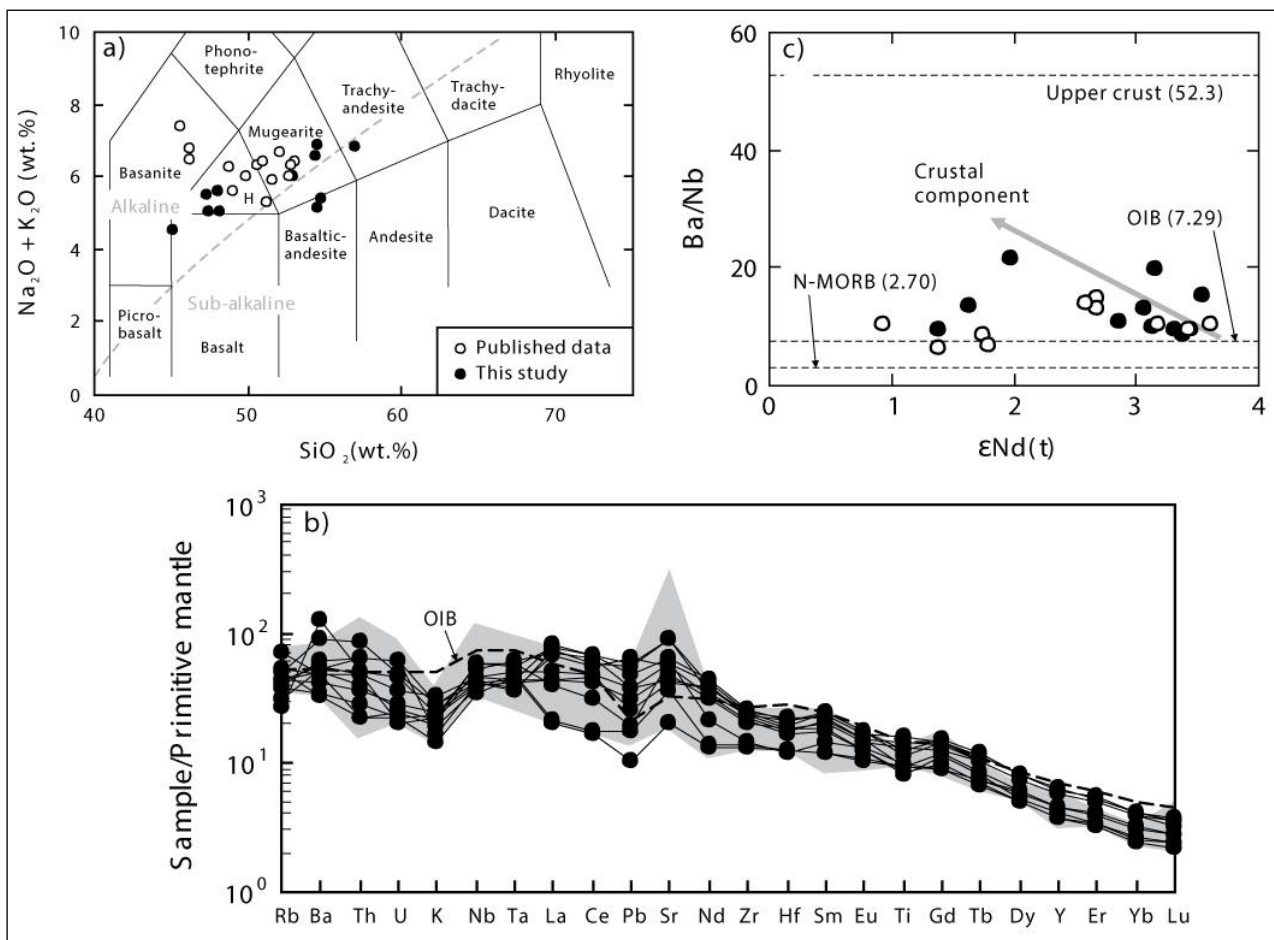 a)
Na₂O + K₂O (wt.%)
10
8
6
4
2
0
40
50
60
70
SiO₂(wt.%)
Phono-
tephrite
Trachy-
andesite
Trachy-
dacite
Rhyolite
Mugearite
Basanite
H
Alkaline
Dacite
Basaltic-
andesite
Andesite
Sub-alkaline
Picro-
basalt
Basalt
Published data
This study
c)
Ba/Nb
60
40
20
0
0
1
2
3
4
εNd(t)
Upper crust (52.3)
Crustal
component
OIB (7.29)
N-MORB (2.70)
b)
Sample/Primitive mantle
10³
10²
10¹
10⁰
OIB
Rb Ba Th U K Nb Ta La Ce Pb Sr Nd Zr Hf Sm Eu Ti Gd Tb Dy Y Er Yb Lu